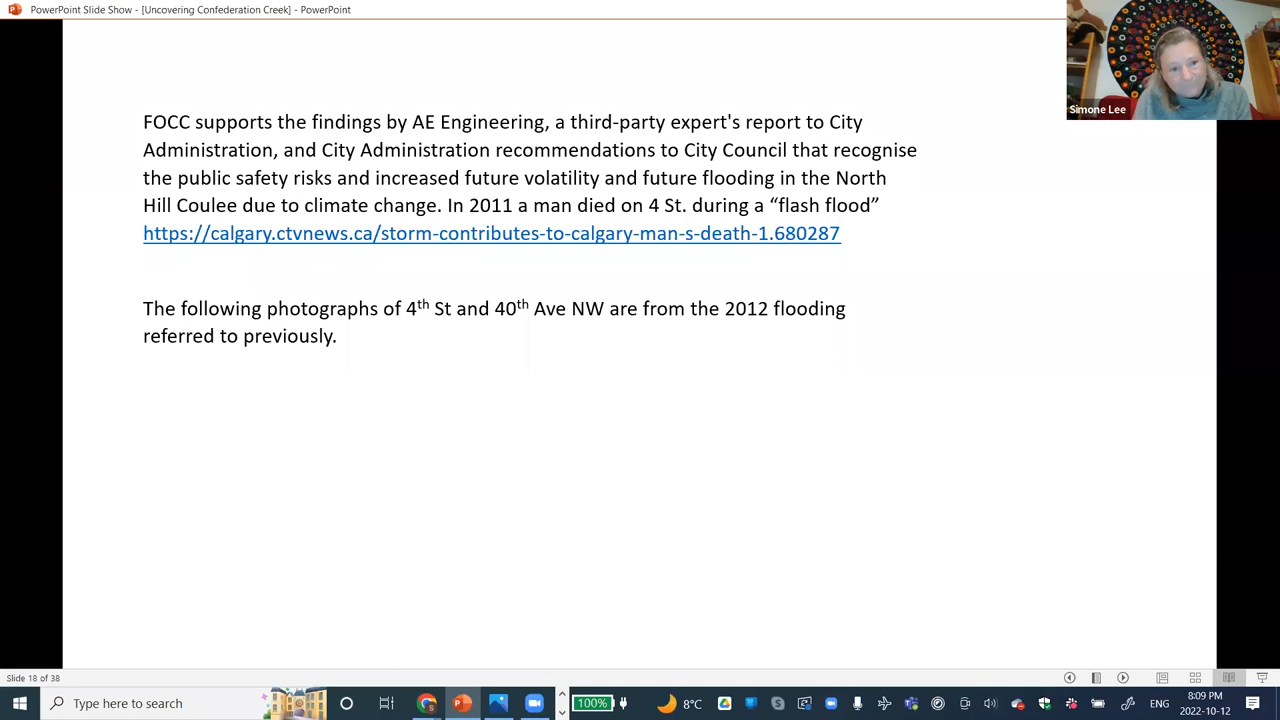 PowerPoint Slide Show - [Uncovering Confederation Creek] - PowerPoint
Simone Lee
FOCC supports the findings by AE Engineering, a third-party expert's report to City
Administration, and City Administration recommendations to City Council that recognise
the public safety risks and increased future volatility and future flooding in the North
Hill Coulee due to climate change. In 2011 a man died on 4 St. during a “flash flood”
https://calgary.ctvnews.ca/storm-contributes-to-calgary-man-s-death-1.680287
The following photographs of 4th St and 40th Ave NW are from the 2012 flooding
referred to previously.
Slide 18 of 38
Type here to search
100%
8°C
ENG
8:09 PM
2022-10-12